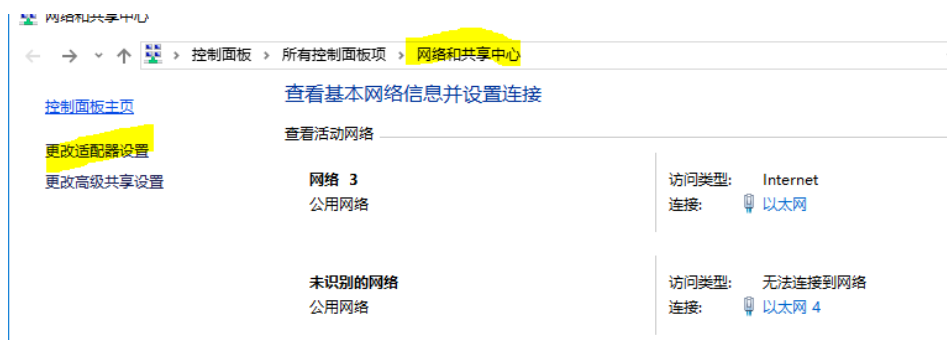 网络和共享中心
控制面板 > 所有控制面板项 > 网络和共享中心
控制面板主页
查看基本网络信息并设置连接
查看活动网络
更改适配器设置
更改高级共享设置
网络 3
访问类型: Internet
公用网络
连接: 以太网
未识别的网络
访问类型: 无法连接到网络
公用网络
连接: 以太网 4